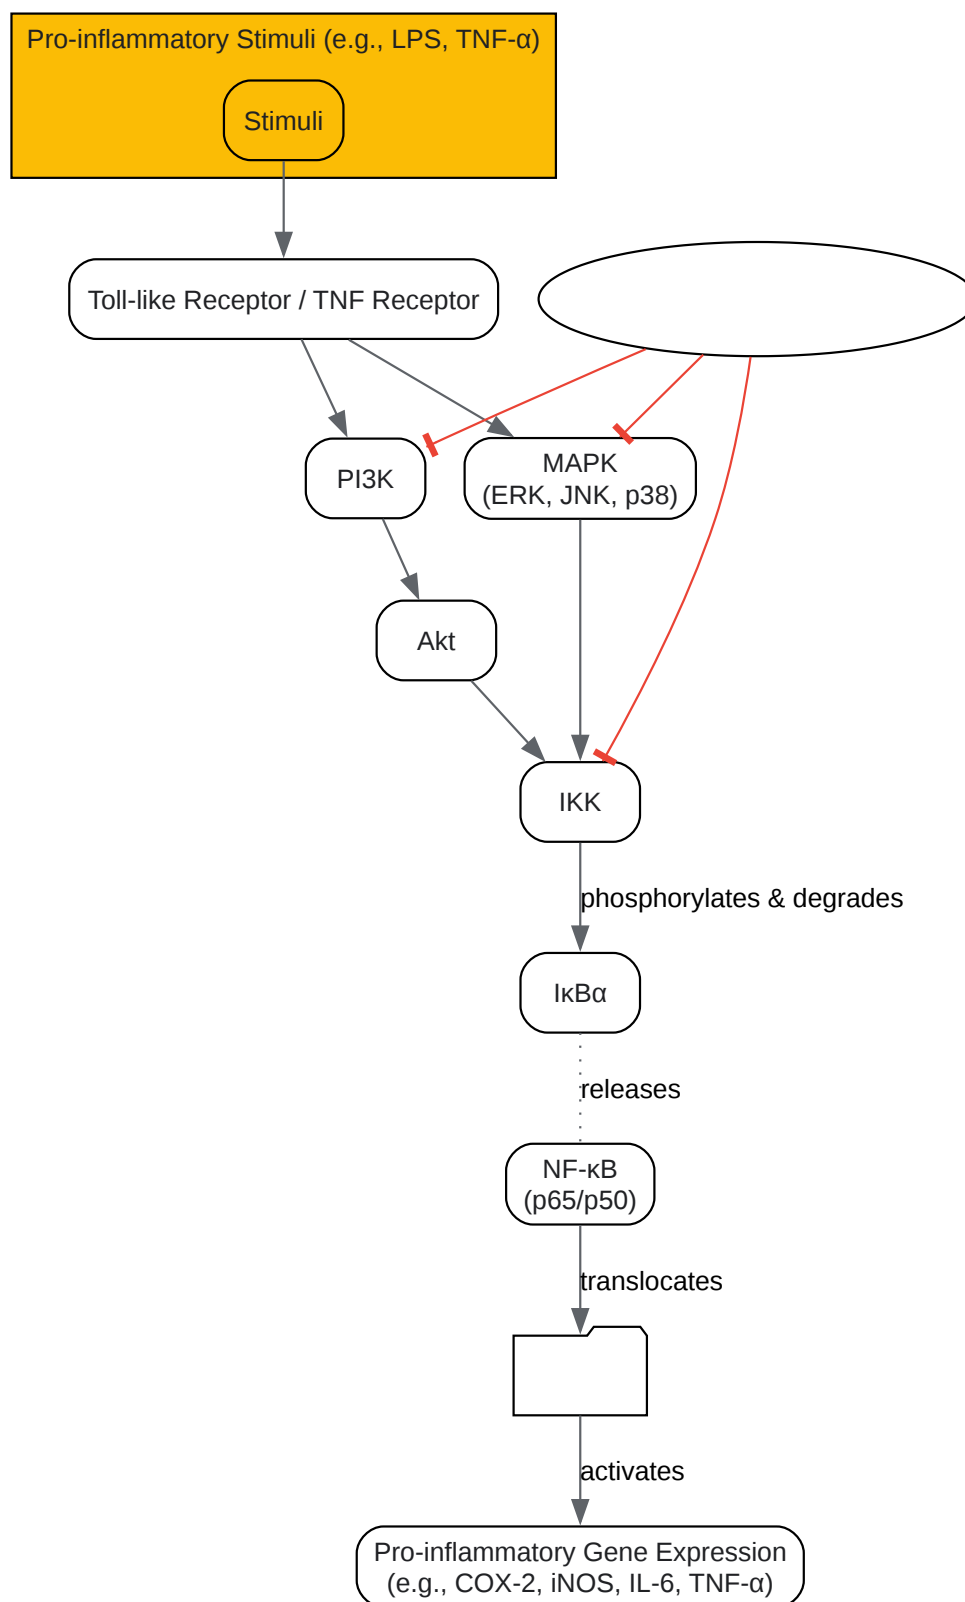 Pro-inflammatory Stimuli (e.g., LPS, TNF-α)
Stimuli
Toll-like Receptor / TNF Receptor
PI3K
MAPK
(ERK, JNK, p38)
Akt
IKK
phosphorylates & degrades
IκBα
releases
NF-κB
(p65/p50)
translocates
activates
Pro-inflammatory Gene Expression
(e.g., COX-2, iNOS, IL-6, TNF-α)